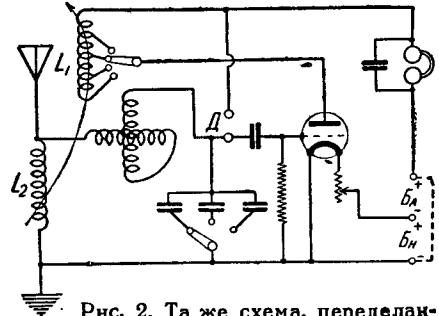 L₁
L₂
Д
БА
БН
Рис. 2. Та же схема, переделан-